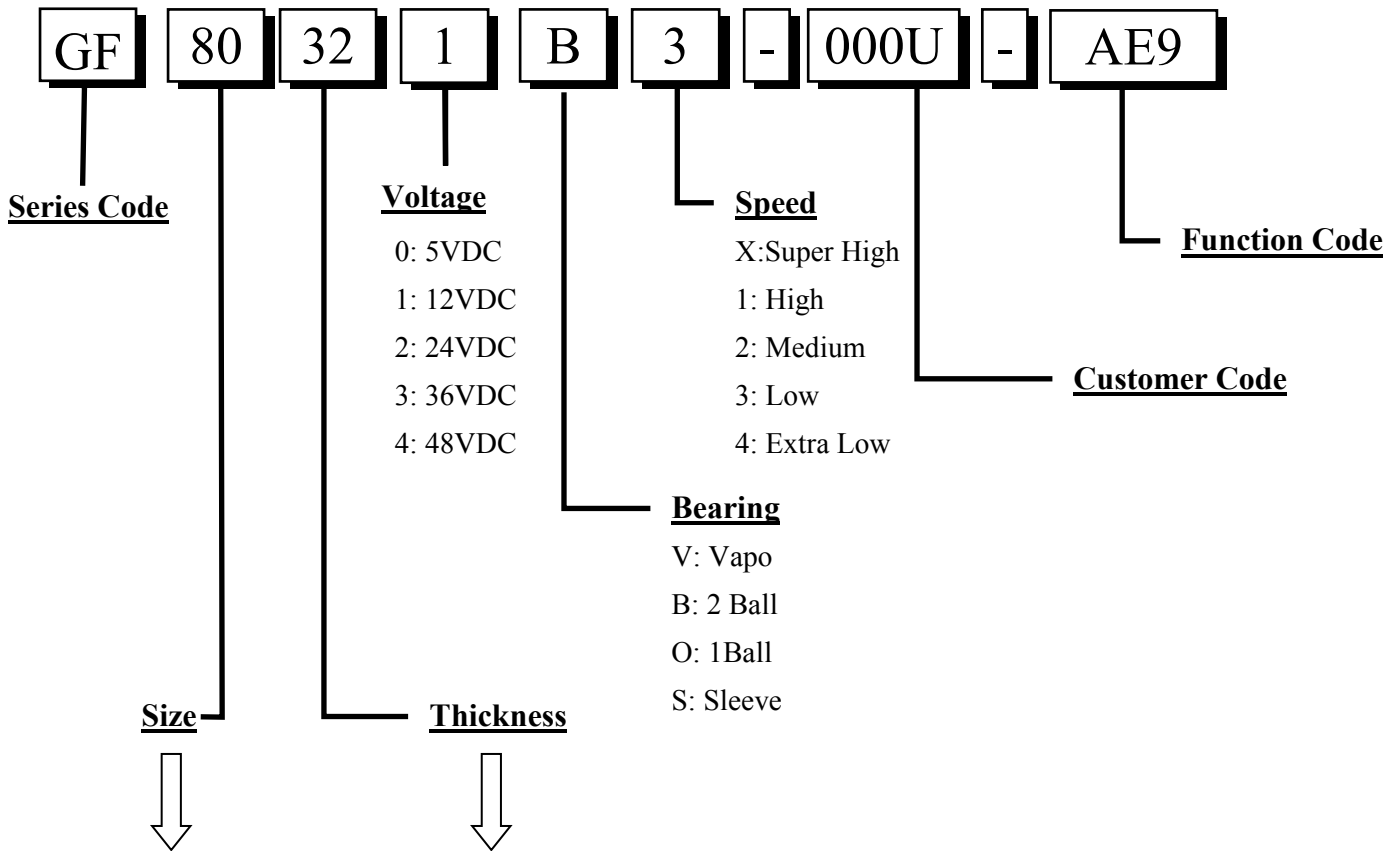 GF 80 32 1 B 3 - 000U - AE9
Series Code
Voltage
0: 5VDC
1: 12VDC
2: 24VDC
3: 36VDC
4: 48VDC
Speed
X:Super High
1: High
2: Medium
3: Low
4: Extra Low
Function Code
Customer Code
Bearing
V: Vapo
B: 2 Ball
O: 1Ball
S: Sleeve
Size
Thickness